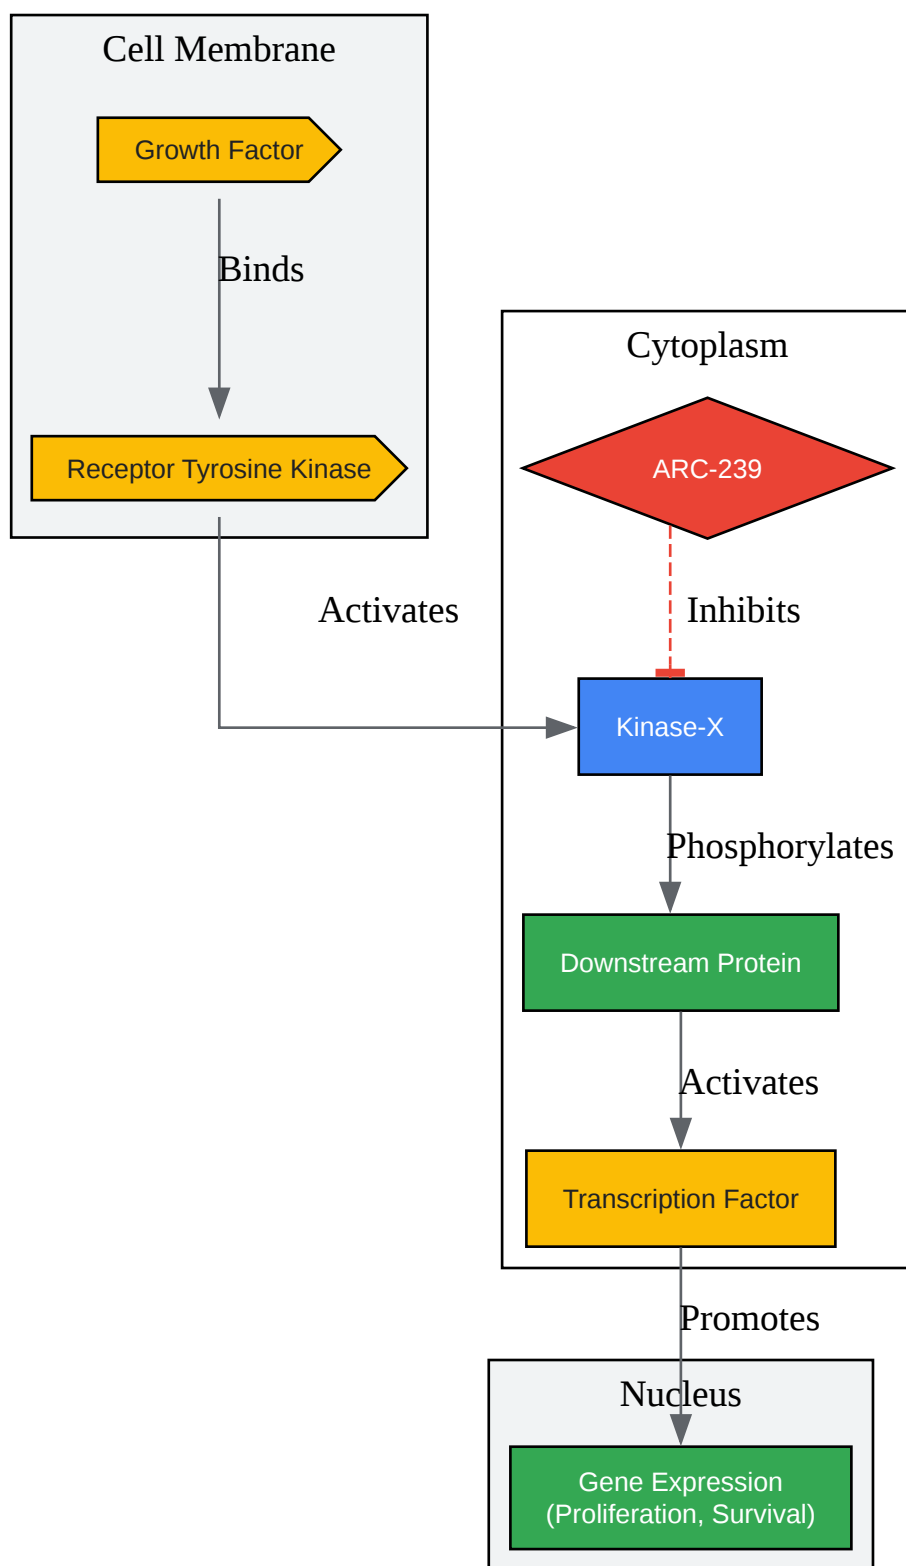 Cell Membrane
Growth Factor
Binds
Receptor Tyrosine Kinase
Activates
Cytoplasm
ARC-239
Inhibits
Kinase-X
Phosphorylates
Downstream Protein
Activates
Transcription Factor
Promotes
Nucleus
Gene Expression
(Proliferation, Survival)